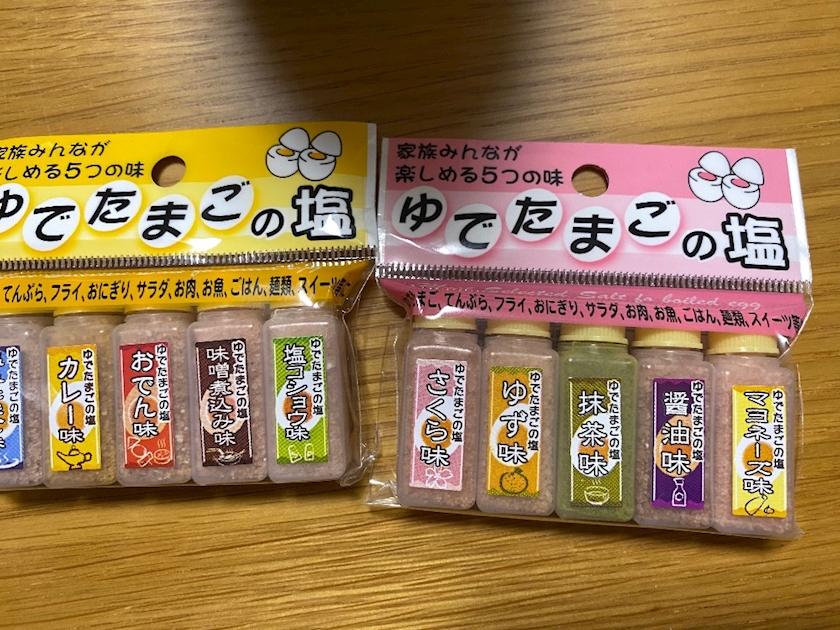 家族みんなが
楽しめる5つの味
ゆでたまごの塩
てんぷら、フライ、おにぎり、サラダ、お肉、お魚、ごはん、麺類、スイーツ等
ゆでたまごの塩
カレー味
ゆでたまごの塩
おでん味
ゆでたまごの塩
味噌煮込み味
ゆでたまごの塩
塩コショウ味
家族みんなが
楽しめる5つの味
ゆでたまごの塩
Selected Salt fo boiled egg
てんぷら、フライ、おにぎり、サラダ、お肉、お魚、ごはん、麺類、スイーツ等
ゆでたまごの塩
さくら味
ゆでたまごの塩
ゆず味
ゆでたまごの塩
抹茶味
ゆでたまごの塩
醤油味
ゆでたまごの塩
マヨネーズ味